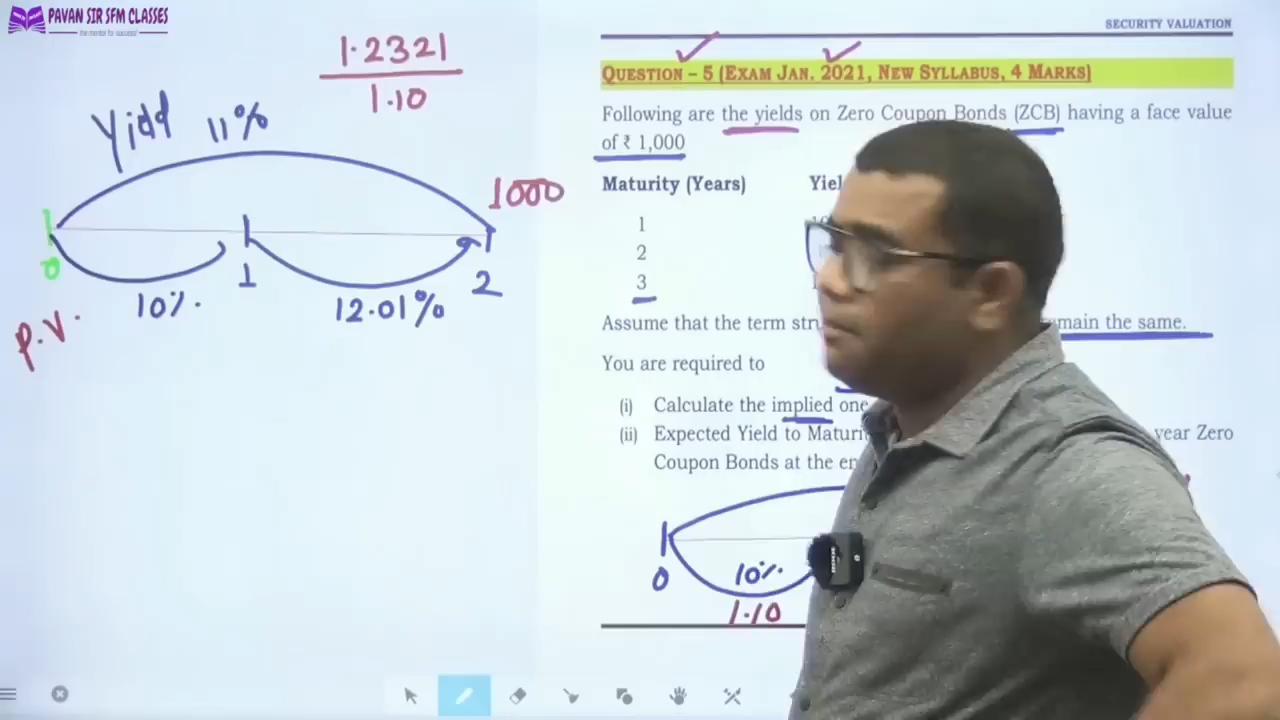 PAVAN SIR SFM CLASSES
the mentor for success!
1.2321
1.10
Yield 11%
1000
0
1
2
10%.
12.01%
P.V.
SECURITY VALUATION
QUESTION – 5 (EXAM JAN. 2021, NEW SYLLABUS, 4 MARKS)
Following are the yields on Zero Coupon Bonds (ZCB) having a face value
of ₹ 1,000
Maturity (Years)
1
2
3
Assume that the term main the same.
You are required to
(i) Calculate the implied one
(ii) Expected Yield to year Zero
Coupon Bonds at the
0
10%
1.10